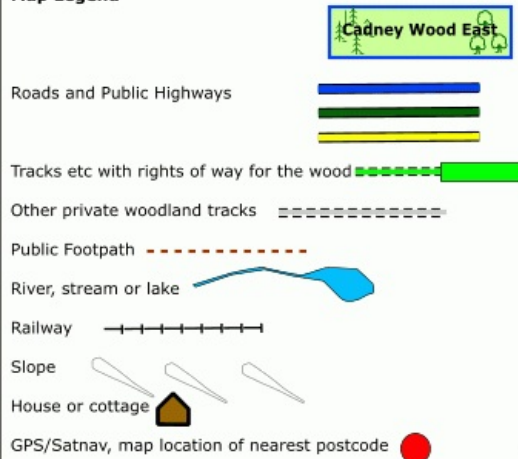 Map Legend
Cadney Wood East
Roads and Public Highways
Tracks etc with rights of way for the wood
Other private woodland tracks
Public Footpath
River, stream or lake
Railway
Slope
House or cottage
GPS/Satnav, map location of nearest postcode